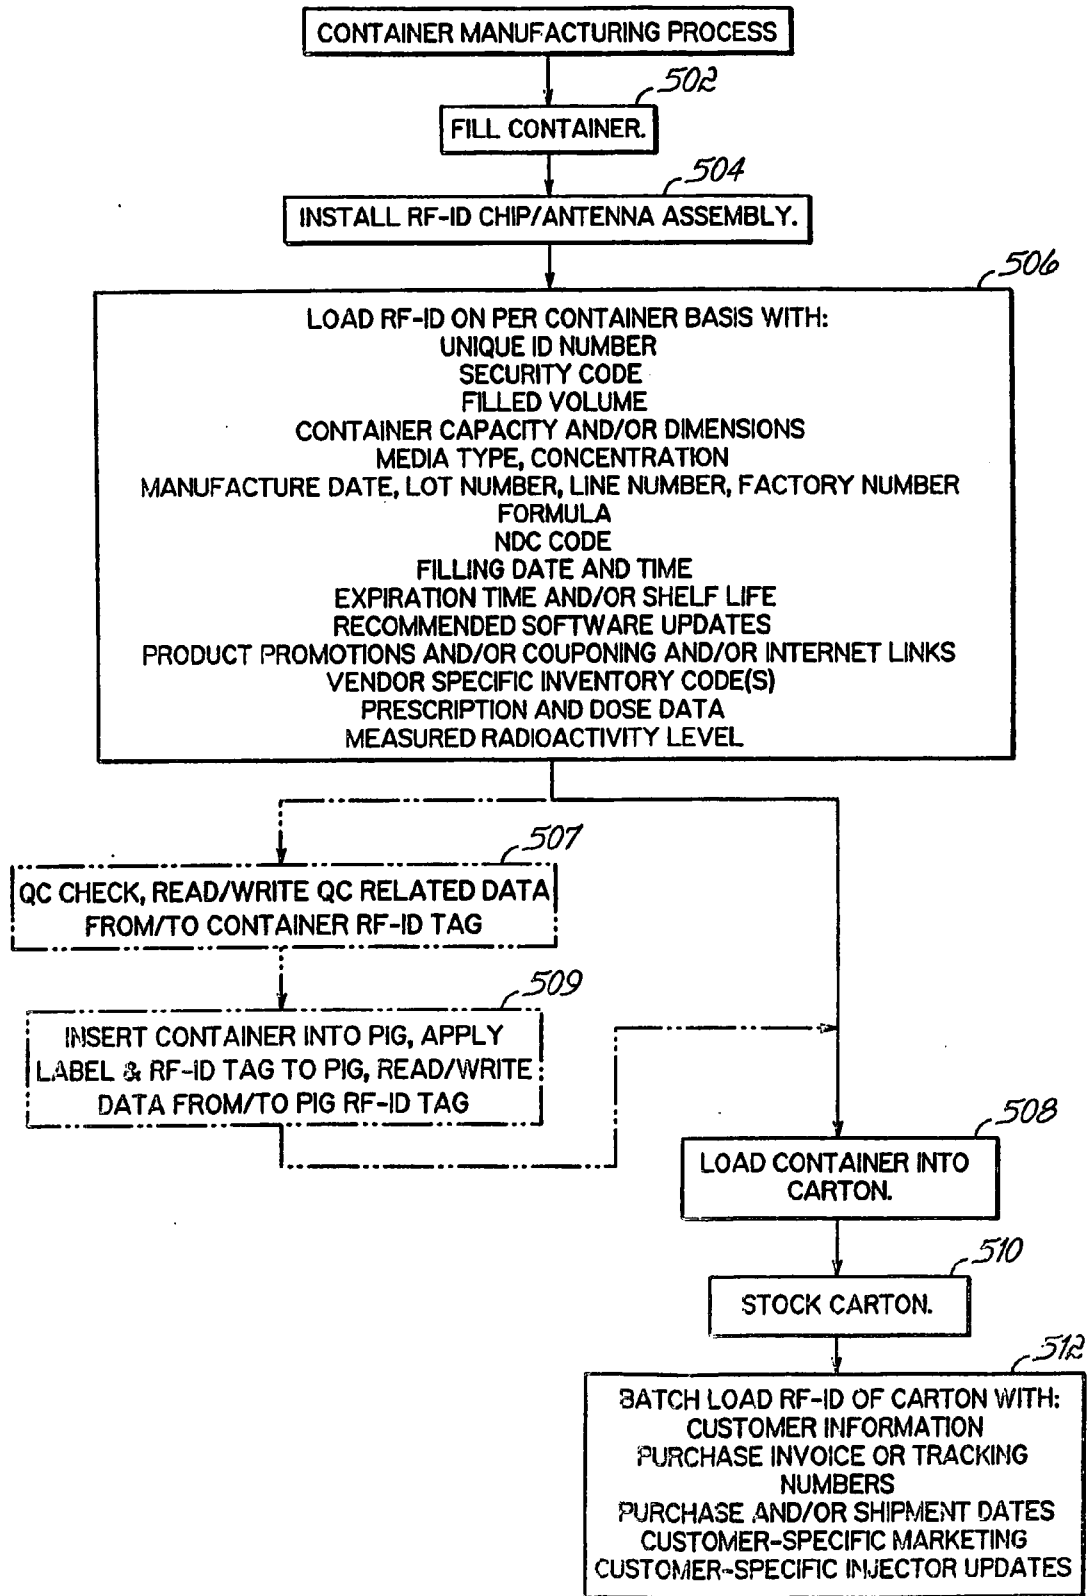 CONTAINER MANUFACTURING PROCESS
502
FILL CONTAINER.
504
INSTALL RF-ID CHIP/ANTENNA ASSEMBLY.
506
LOAD RF-ID ON PER CONTAINER BASIS WITH:
UNIQUE ID NUMBER
SECURITY CODE
FILLED VOLUME
CONTAINER CAPACITY AND/OR DIMENSIONS
MEDIA TYPE, CONCENTRATION
MANUFACTURE DATE, LOT NUMBER, LINE NUMBER, FACTORY NUMBER
FORMULA
NDC CODE
FILLING DATE AND TIME
EXPIRATION TIME AND/OR SHELF LIFE
RECOMMENDED SOFTWARE UPDATES
PRODUCT PROMOTIONS AND/OR COUPONING AND/OR INTERNET LINKS
VENDOR SPECIFIC INVENTORY CODE(S)
PRESCRIPTION AND DOSE DATA
MEASURED RADIOACTIVITY LEVEL
507
QC CHECK, READ/WRITE QC RELATED DATA
FROM/TO CONTAINER RF-ID TAG
509
INSERT CONTAINER INTO PIG, APPLY
LABEL & RF-ID TAG TO PIG, READ/WRITE
DATA FROM/TO PIG RF-ID TAG
508
LOAD CONTAINER INTO
CARTON.
510
STOCK CARTON.
512
BATCH LOAD RF-ID OF CARTON WITH:
CUSTOMER INFORMATION
PURCHASE INVOICE OR TRACKING
NUMBERS
PURCHASE AND/OR SHIPMENT DATES
CUSTOMER-SPECIFIC MARKETING
CUSTOMER-SPECIFIC INJECTOR UPDATES